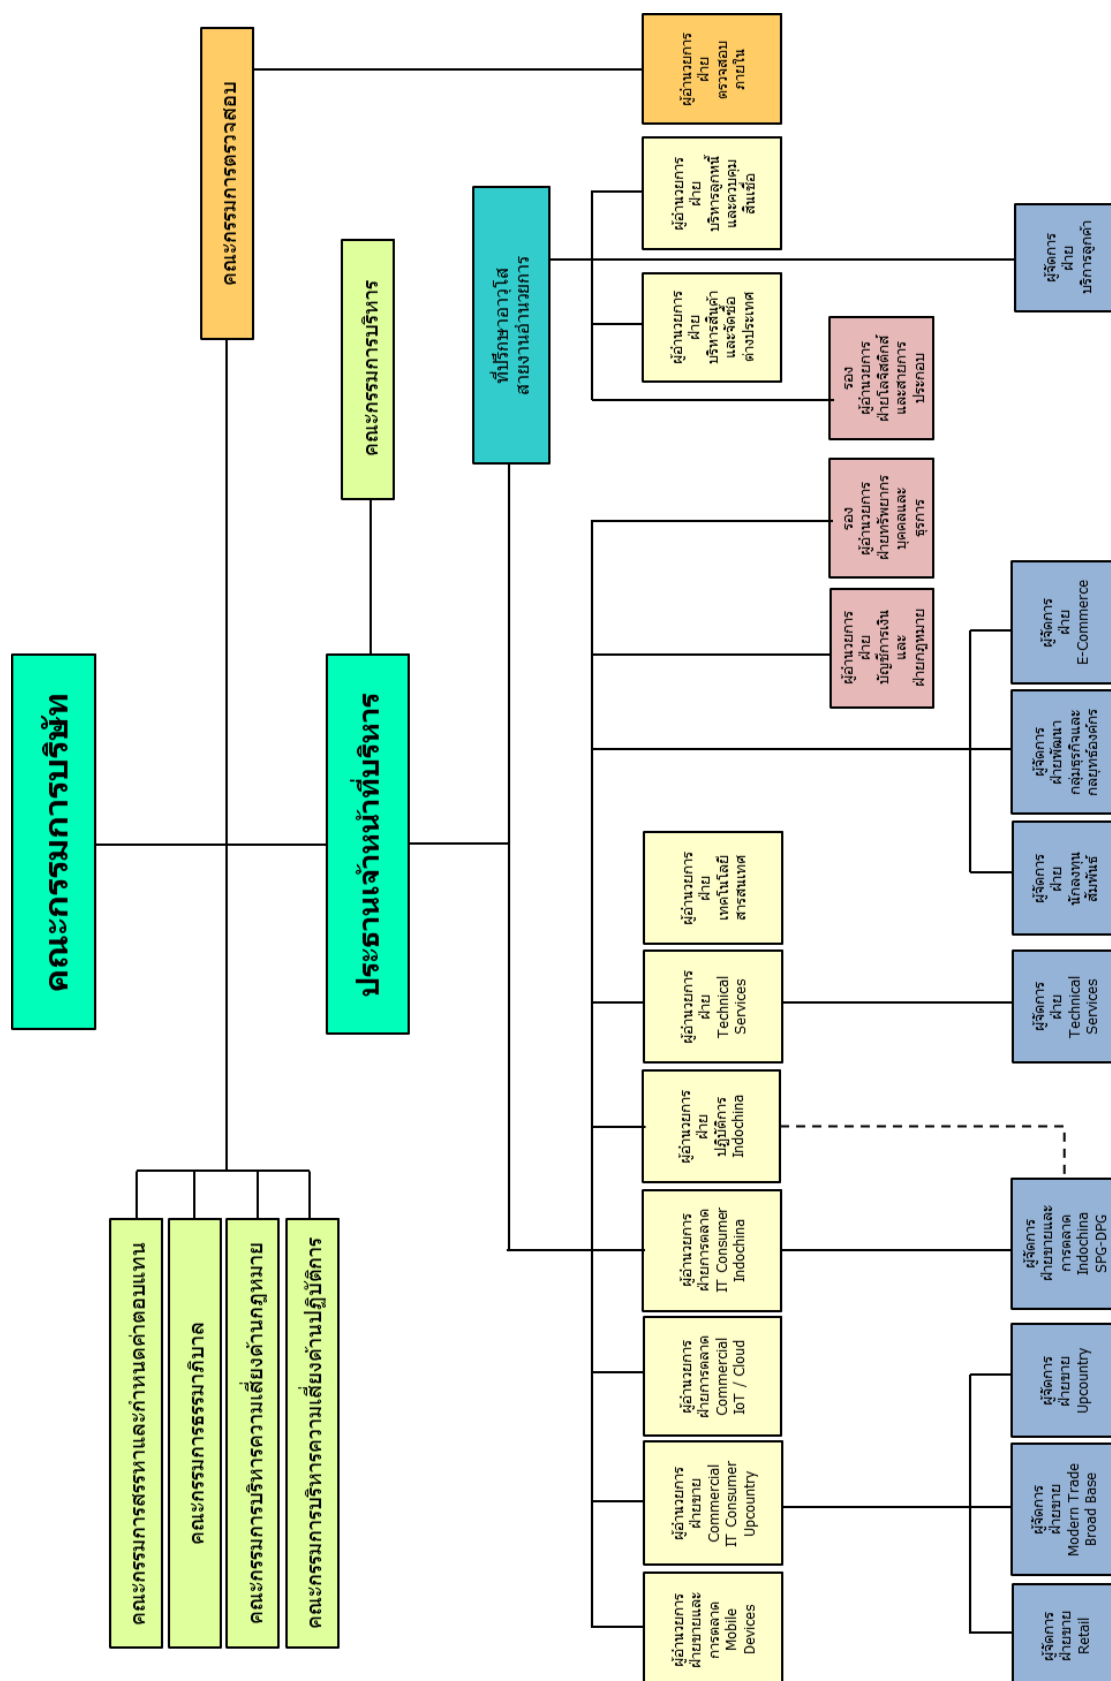 คณะกรรมการบริษัท
คณะกรรมการตรวจสอบ
คณะกรรมการสรรหาและกำหนดค่าตอบแทน
คณะกรรมการธรรมาภิบาล
คณะกรรมการบริหารความเสี่ยงด้านกฎหมาย
คณะกรรมการบริหารความเสี่ยงด้านปฏิบัติการ
ประธานเจ้าหน้าที่บริหาร
คณะกรรมการบริหาร
ที่ปรึกษาอาวุโส
สายงานอำนวยการ
ผู้อำนวยการ
ฝ่ายขายและ
การตลาด
Mobile
Devices
ผู้อำนวยการ
ฝ่ายขาย
Commercial
IT Consumer
Upcountry
ผู้อำนวยการ
ฝ่ายการตลาด
Commercial
IoT / Cloud
ผู้อำนวยการ
ฝ่ายการตลาด
IT Consumer
Indochina
ผู้อำนวยการ
ฝ่าย
ปฏิบัติการ
Indochina
ผู้อำนวยการ
ฝ่าย
Technical
Services
ผู้อำนวยการ
ฝ่าย
เทคโนโลยี
สารสนเทศ
ผู้อำนวยการ
ฝ่าย
บริหารสินค้า
และจัดซื้อ
ต่างประเทศ
ผู้อำนวยการ
ฝ่าย
บริหารลูกหนี้
และควบคุม
สินเชื่อ
ผู้อำนวยการ
ฝ่าย
ตรวจสอบ
ภายใน
ผู้อำนวยการ
ฝ่าย
บัญชีการเงิน
และ
ฝ่ายกฎหมาย
รอง
ผู้อำนวยการ
ฝ่ายทรัพยากร
บุคคลและ
ธุรการ
รอง
ผู้อำนวยการ
ฝ่ายโลจิสติกส์
และสายการ
ประกอบ
ผู้จัดการ
ฝ่ายขาย
Retail
ผู้จัดการ
ฝ่ายขาย
Modern Trade
Broad Base
ผู้จัดการ
ฝ่ายขาย
Upcountry
ผู้จัดการ
ฝ่ายขายและ
การตลาด
Indochina
SPG-DPG
ผู้จัดการ
ฝ่าย
Technical
Services
ผู้จัดการ
ฝ่าย
นักลงทุน
สัมพันธ์
ผู้จัดการ
ฝ่ายพัฒนา
กลุ่มธุรกิจและ
กลยุทธ์องค์กร
ผู้จัดการ
ฝ่าย
E-Commerce
ผู้จัดการ
ฝ่าย
บริการลูกค้า